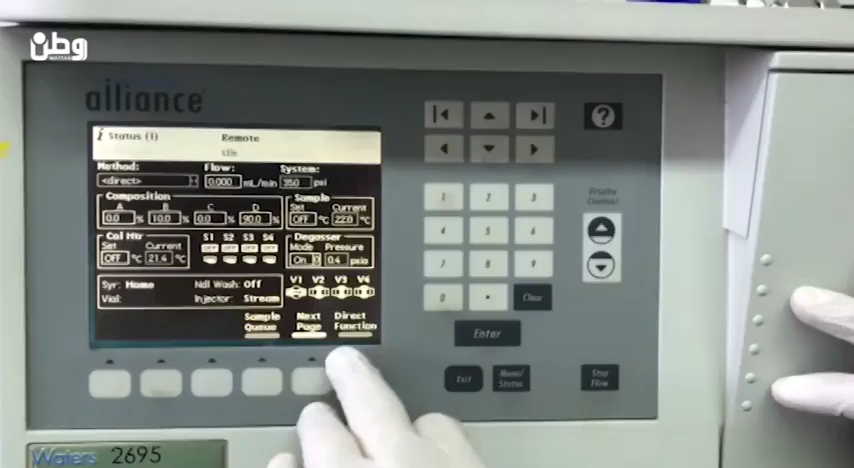 وطن
alliance
Status (1) Remote
Idle
Method: Flow: System:
<direct> 0.000 mL/min 350 psi
Composition Sample
A B C D Set Current
0.0 % 10.0 % 0.0 % 90.0 % OFF °C 22.0 °C
Col Htr S1 S2 S3 S4 Degasser
Set Current Mode Pressure
OFF °C 21.4 °C On 0.4 psia
Syr: Home Ndl Wash: Off V1 V2 V3 V4
Vial: Injector: Stream
Sample Next Direct
Queue Page Function
?
1 2 3
4 5 6
7 8 9
0 . Clear
Enter
Exit Menu/
Status Stop
Flow
Display
Contrast
Waters 2695